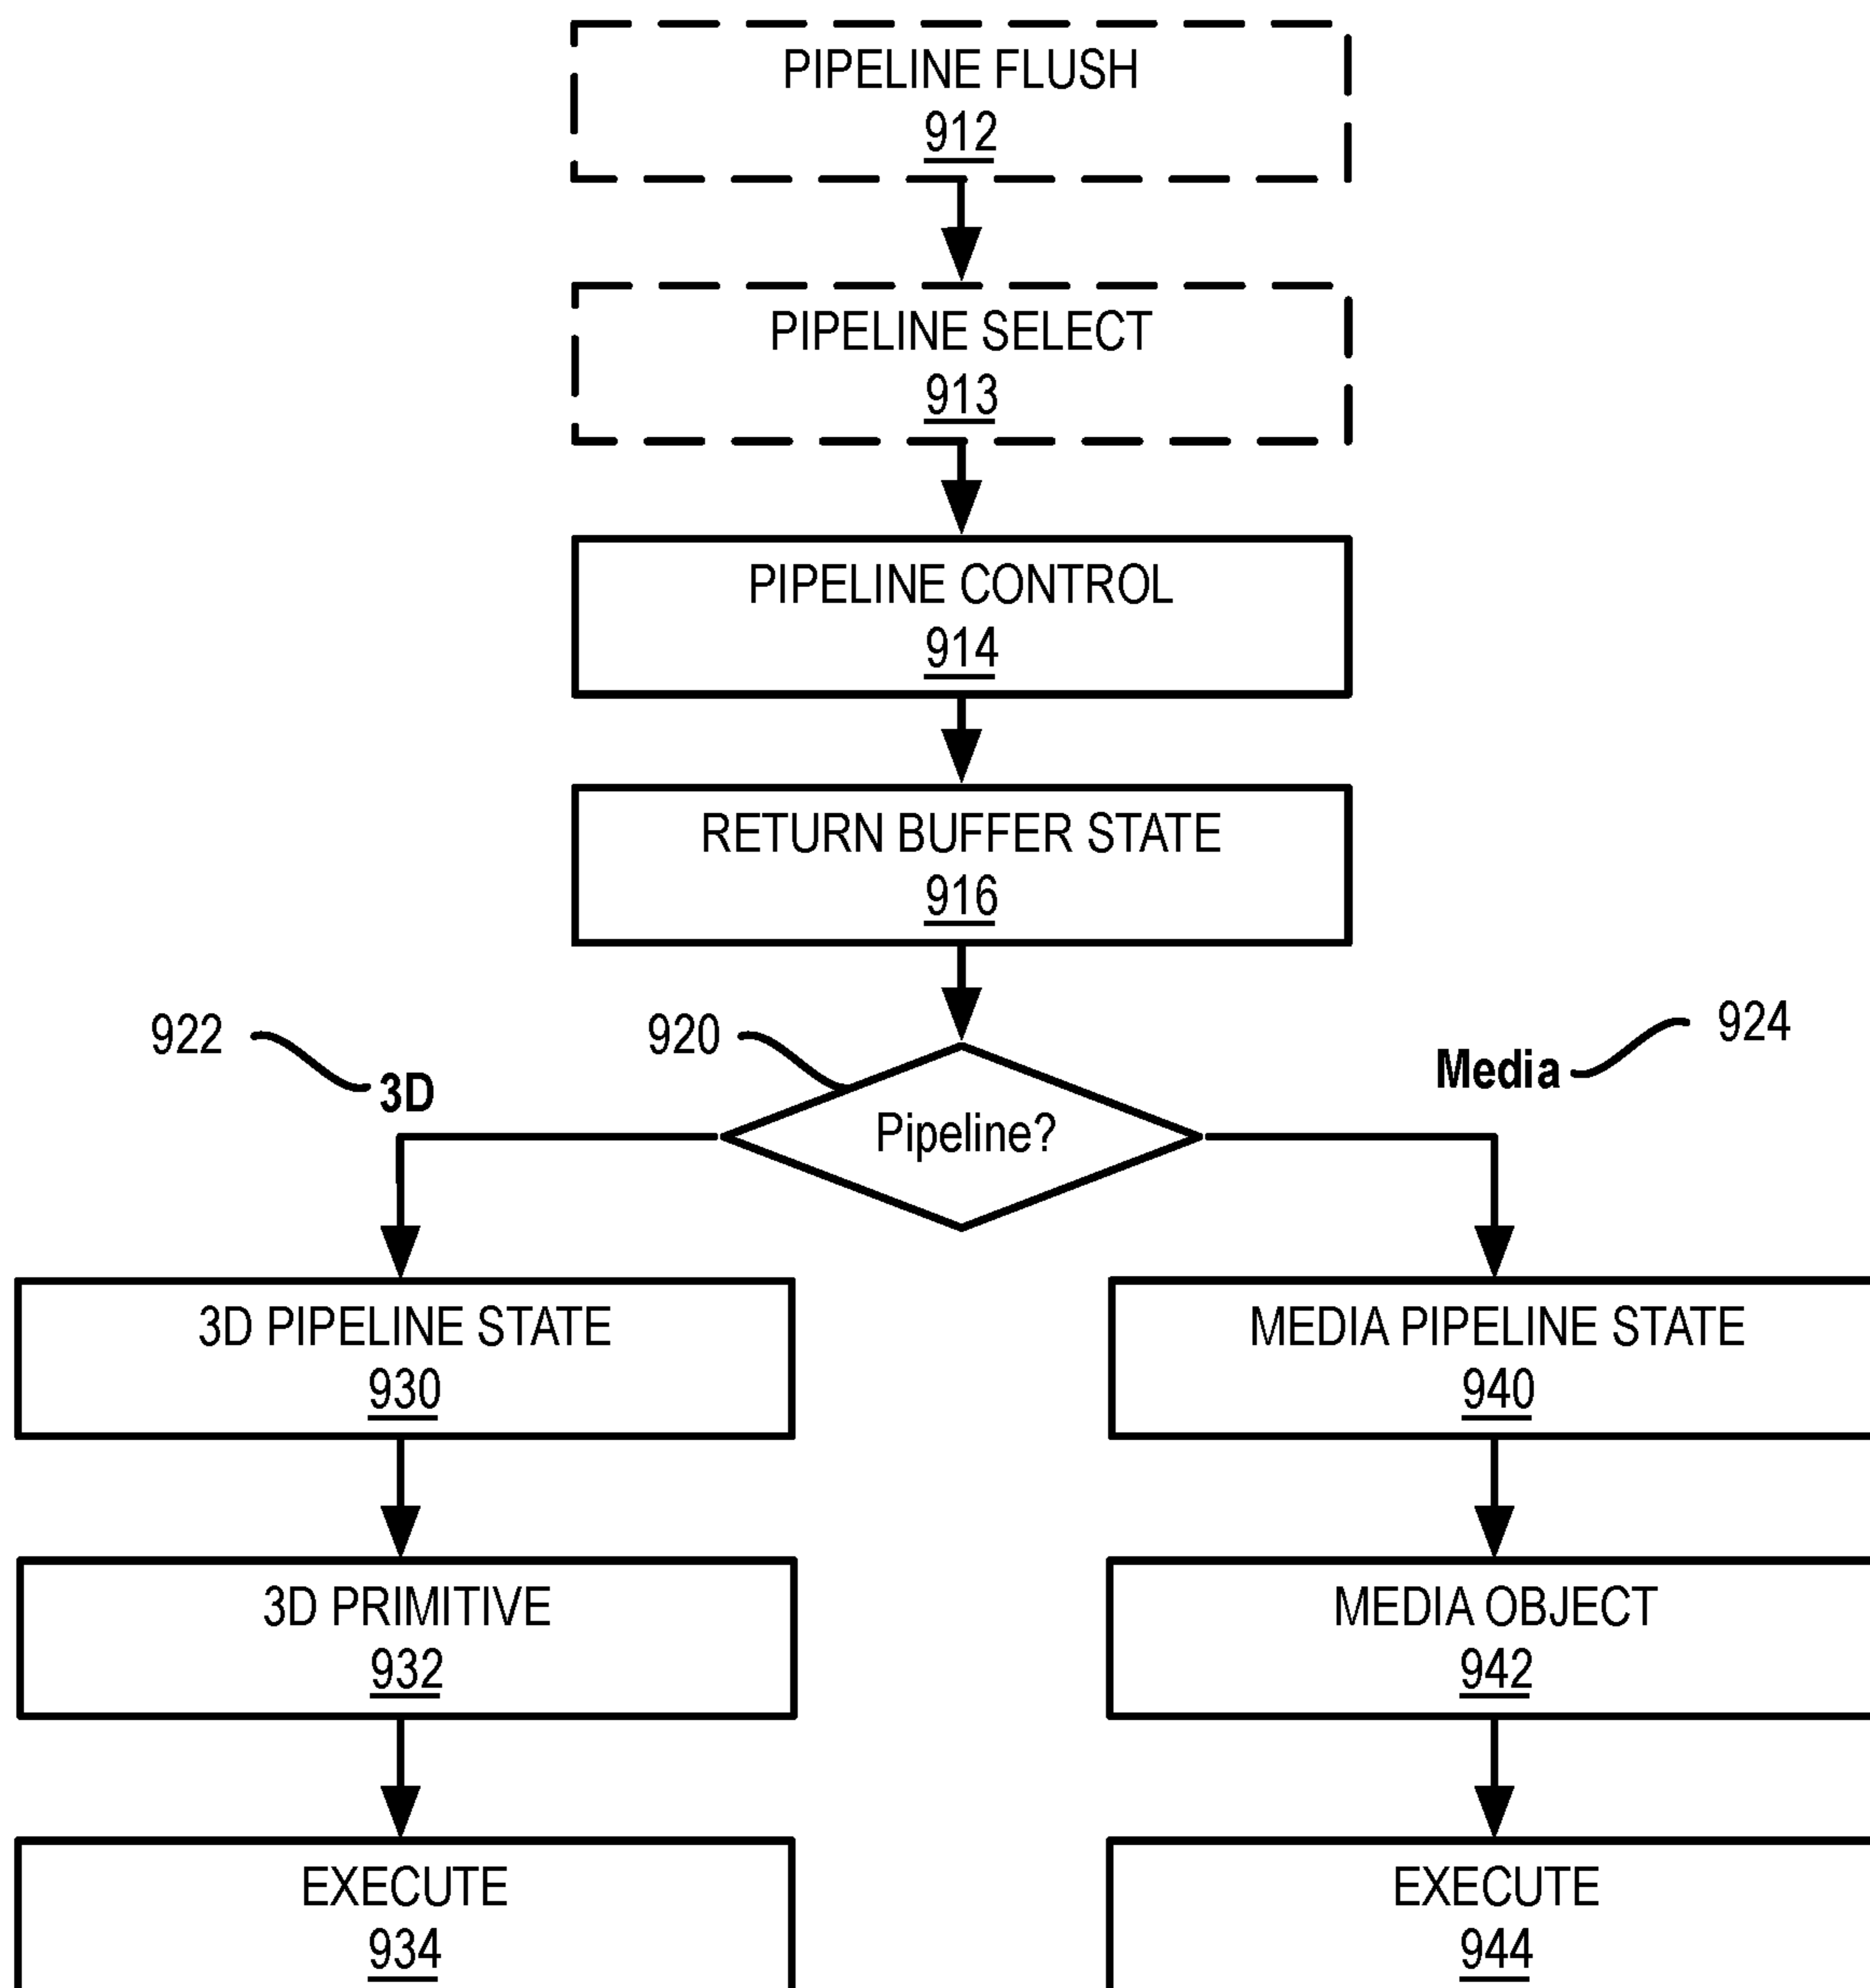 PIPELINE FLUSH
912
PIPELINE SELECT
913
PIPELINE CONTROL
914
RETURN BUFFER STATE
916
922
920
924
3D
Media
Pipeline?
3D PIPELINE STATE
930
MEDIA PIPELINE STATE
940
3D PRIMITIVE
932
MEDIA OBJECT
942
EXECUTE
934
EXECUTE
944